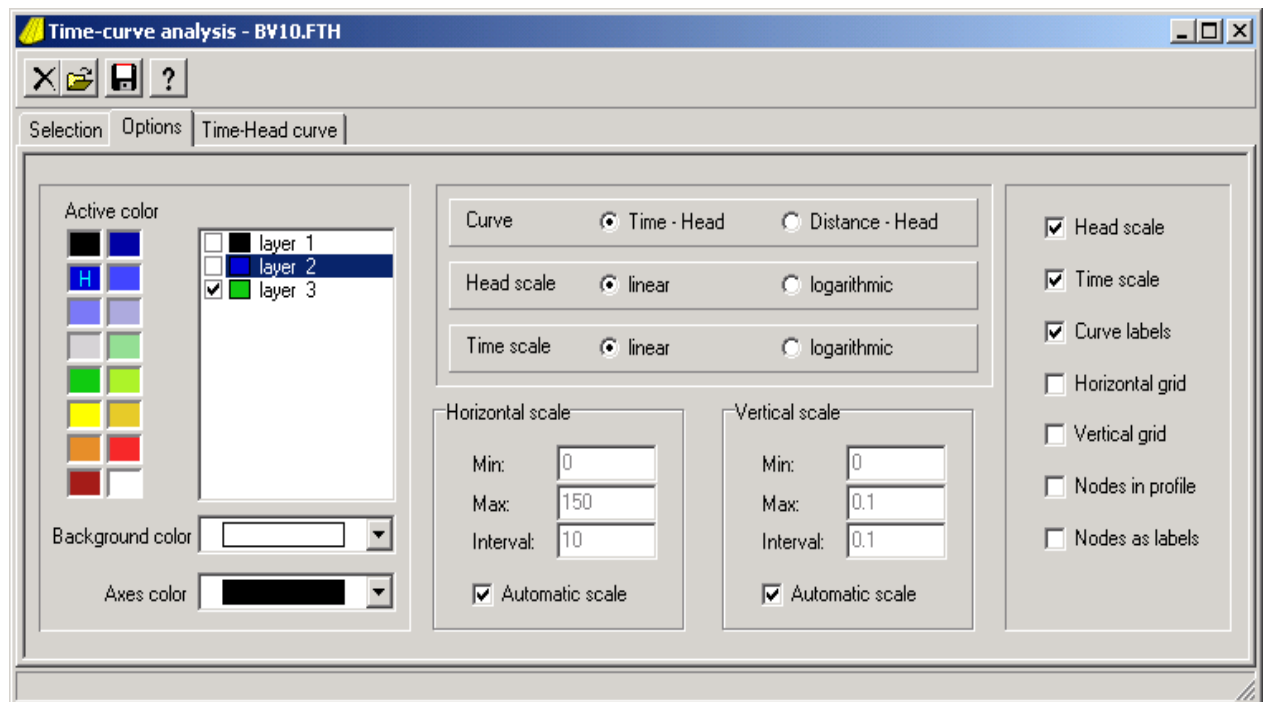 Time-curve analysis - BV10.FTH
?
Selection Options Time-Head curve
Active color
H
layer 1
layer 2
layer 3
Background color
Axes color
Curve Time - Head Distance - Head
Head scale linear logarithmic
Time scale linear logarithmic
Horizontal scale
Min: 0
Max: 150
Interval: 10
Automatic scale
Vertical scale
Min: 0
Max: 0.1
Interval: 0.1
Automatic scale
Head scale
Time scale
Curve labels
Horizontal grid
Vertical grid
Nodes in profile
Nodes as labels